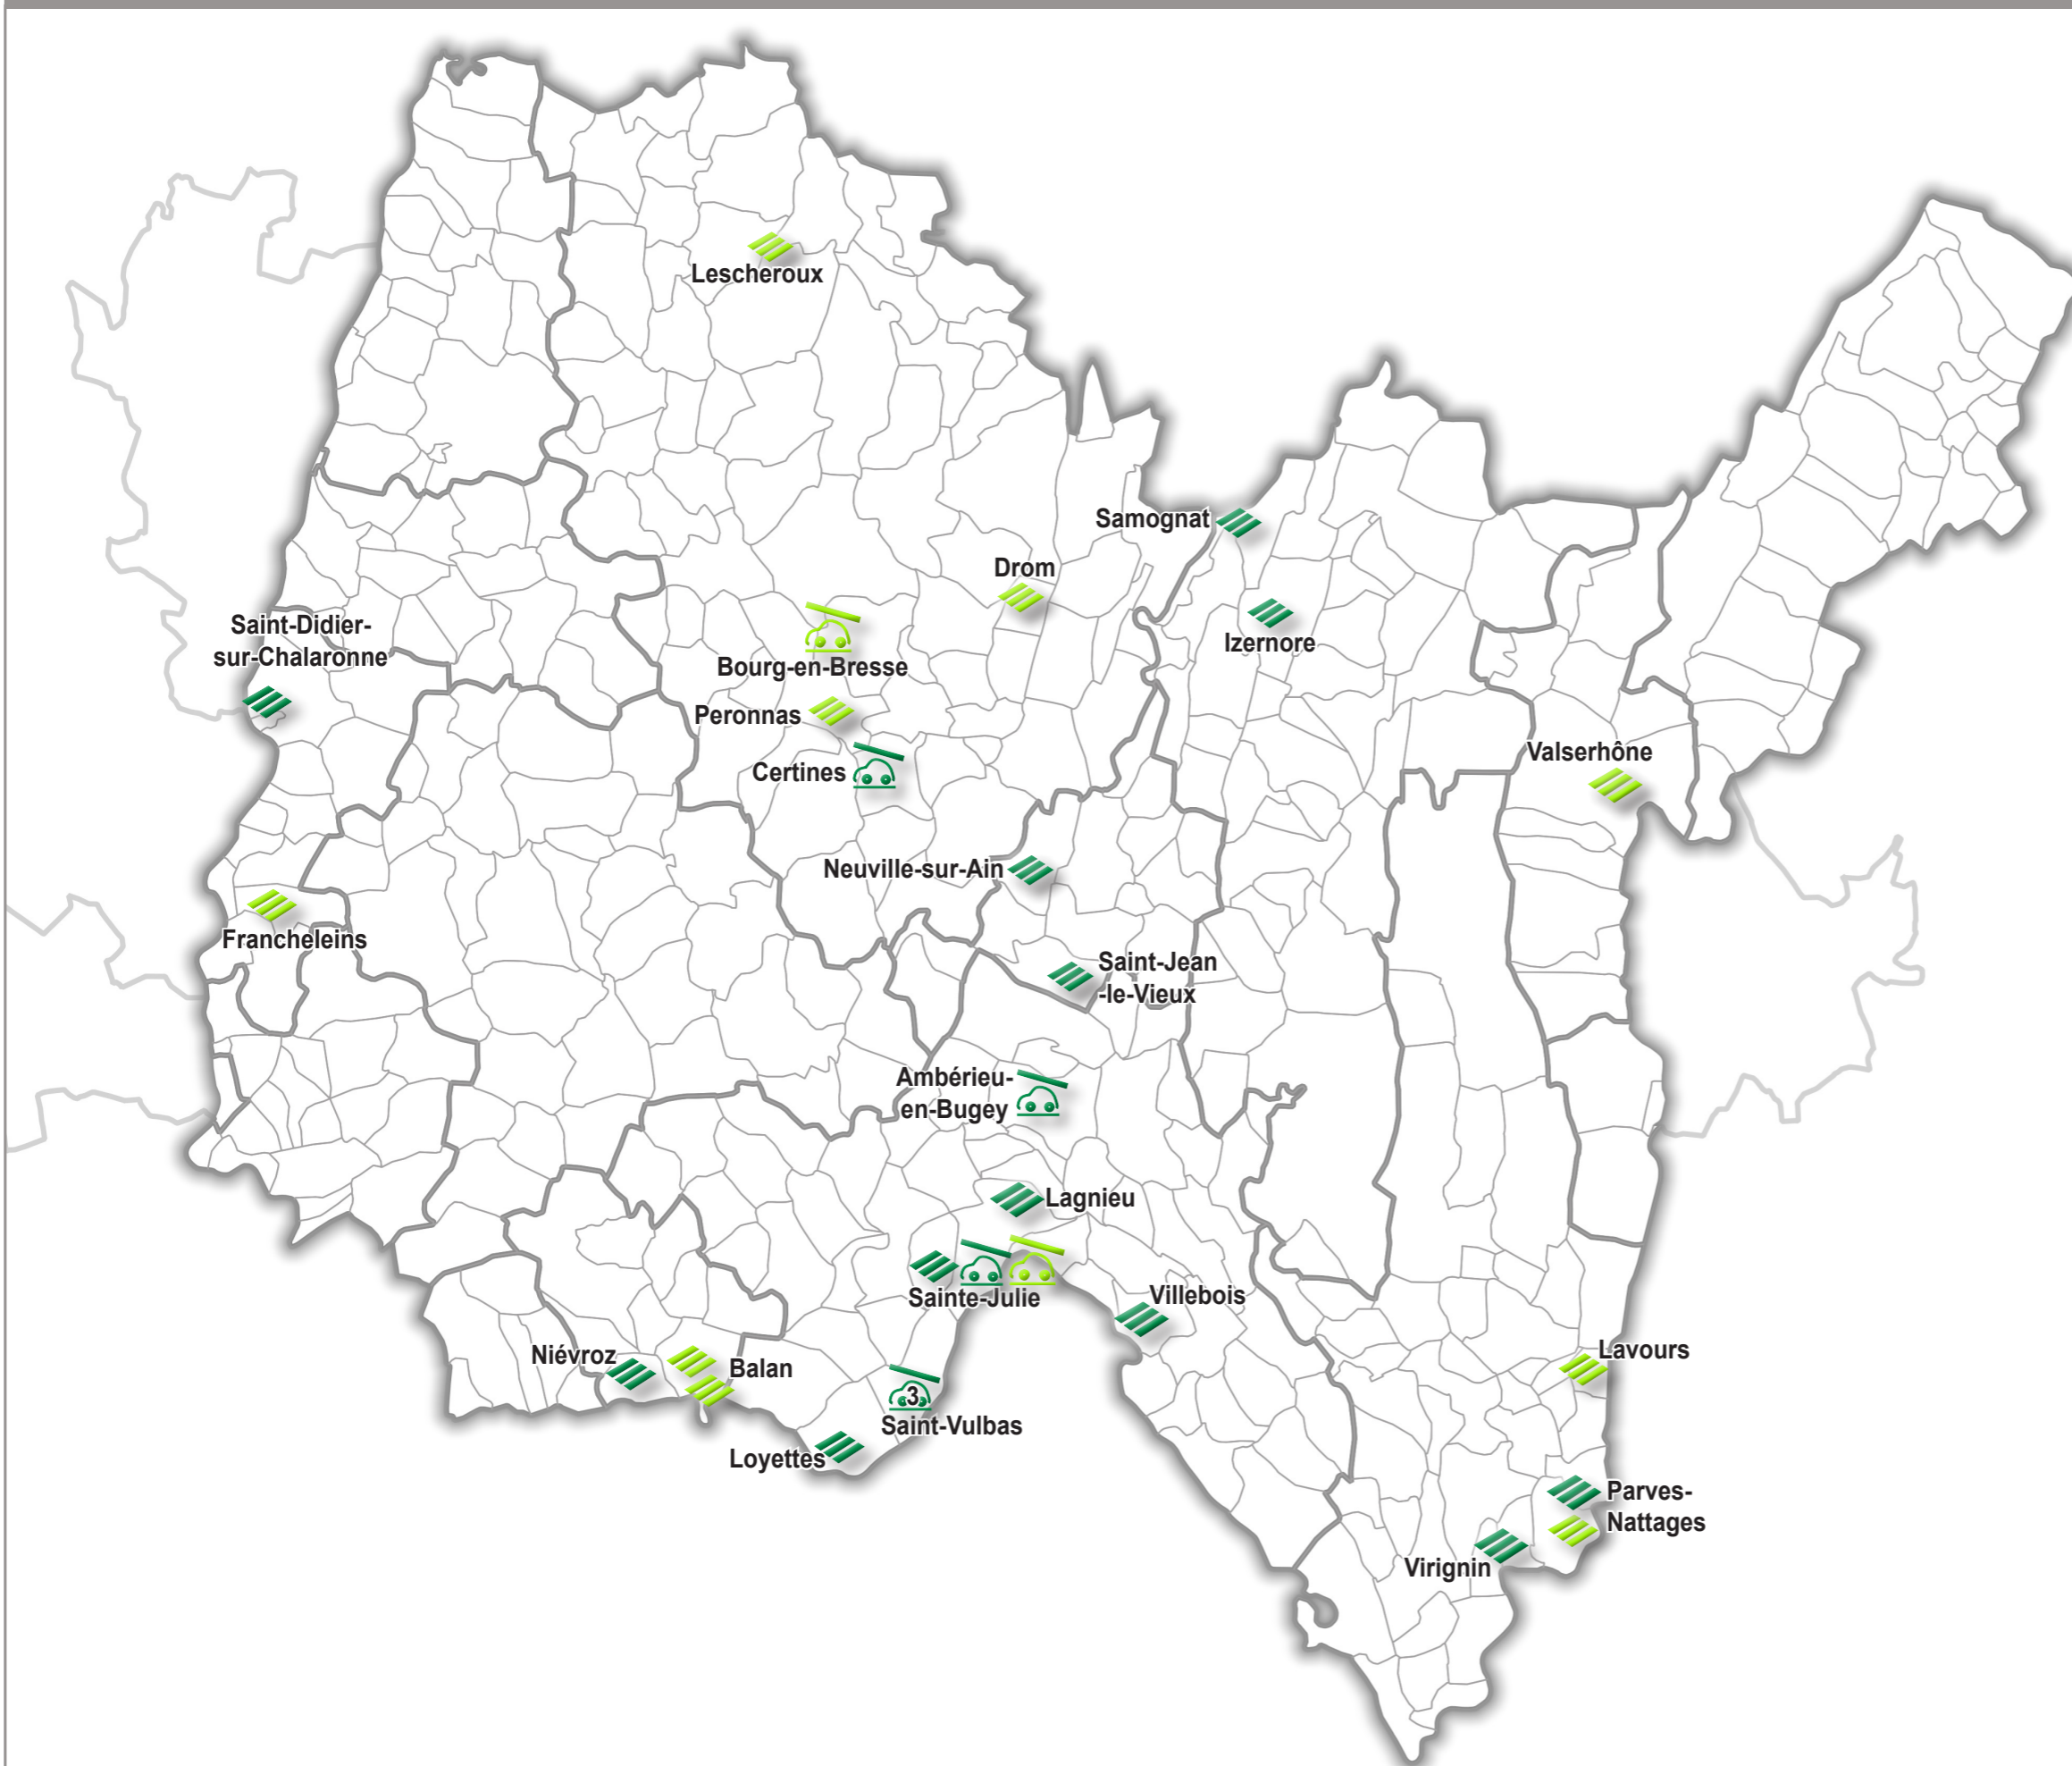 Lescheroux
Samognat
Drom
Izernore
Saint-Didier-
sur-Chalaronne
Bourg-en-Bresse
Peronnas
Certines
Valserhône
Neuville-sur-Ain
Francheleins
Saint-Jean
-le-Vieux
Ambérieu-
en-Bugey
Lagnieu
Sainte-Julie
Villebois
Niévroz
Balan
Lavours
3
Saint-Vulbas
Loyettes
Parves-
Nattages
Virignin